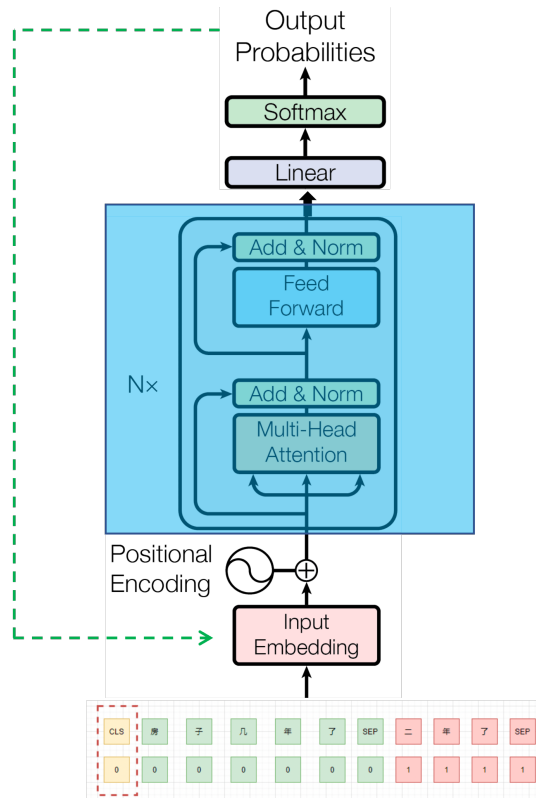 Output
Probabilities
Softmax
Linear
Add & Norm
Feed
Forward
N×
Add & Norm
Multi-Head
Attention
Positional
Encoding
Input
Embedding
CLS 房 子 几 年 了 SEP 二 年 了 SEP
0 0 0 0 0 0 0 1 1 1 1